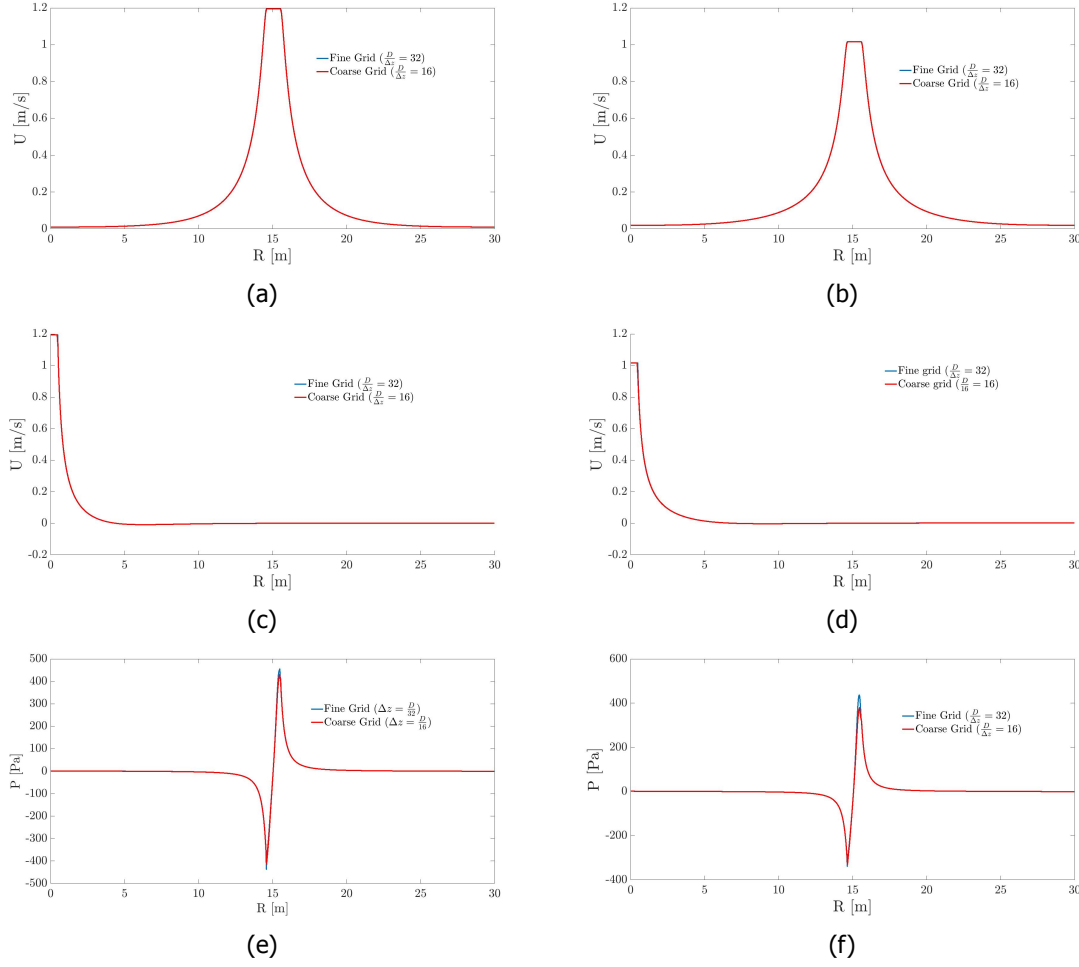 1.2
1
0.8
0.6
0.4
0.2
0
U [m/s]
Fine Grid (D/Δz = 32)
Coarse Grid (D/Δz = 16)
0 5 10 15 20 25 30
R [m]
(a)
1.2
1
0.8
0.6
0.4
0.2
0
U [m/s]
Fine Grid (D/Δz = 32)
Coarse Grid (D/Δz = 16)
0 5 10 15 20 25 30
R [m]
(b)
1.2
1
0.8
0.6
0.4
0.2
0
-0.2
U [m/s]
Fine Grid (D/Δz = 32)
Coarse Grid (D/Δz = 16)
0 5 10 15 20 25 30
R [m]
(c)
1.2
1
0.8
0.6
0.4
0.2
0
-0.2
U [m/s]
Fine grid (D/Δz = 32)
Coarse grid (D/16 = 16)
0 5 10 15 20 25 30
R [m]
(d)
500
400
300
200
100
0
-100
-200
-300
-400
-500
P [Pa]
Fine Grid (Δz = D/32)
Coarse Grid (Δz = D/16)
0 5 10 15 20 25 30
R [m]
(e)
600
400
200
0
-200
-400
P [Pa]
Fine Grid (D/Δz = 32)
Coarse Grid (D/Δz = 16)
0 5 10 15 20 25 30
R [m]
(f)